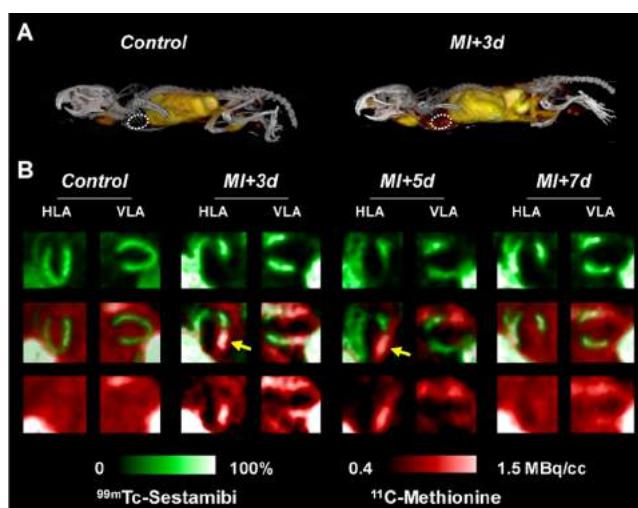 A
Control
MI+3d
B
Control
MI+3d
MI+5d
MI+7d
HLA VLA HLA VLA HLA VLA HLA VLA
0 100% 0.4 1.5 MBq/cc
⁹⁹ᵐTc-Sestamibi ¹¹C-Methionine